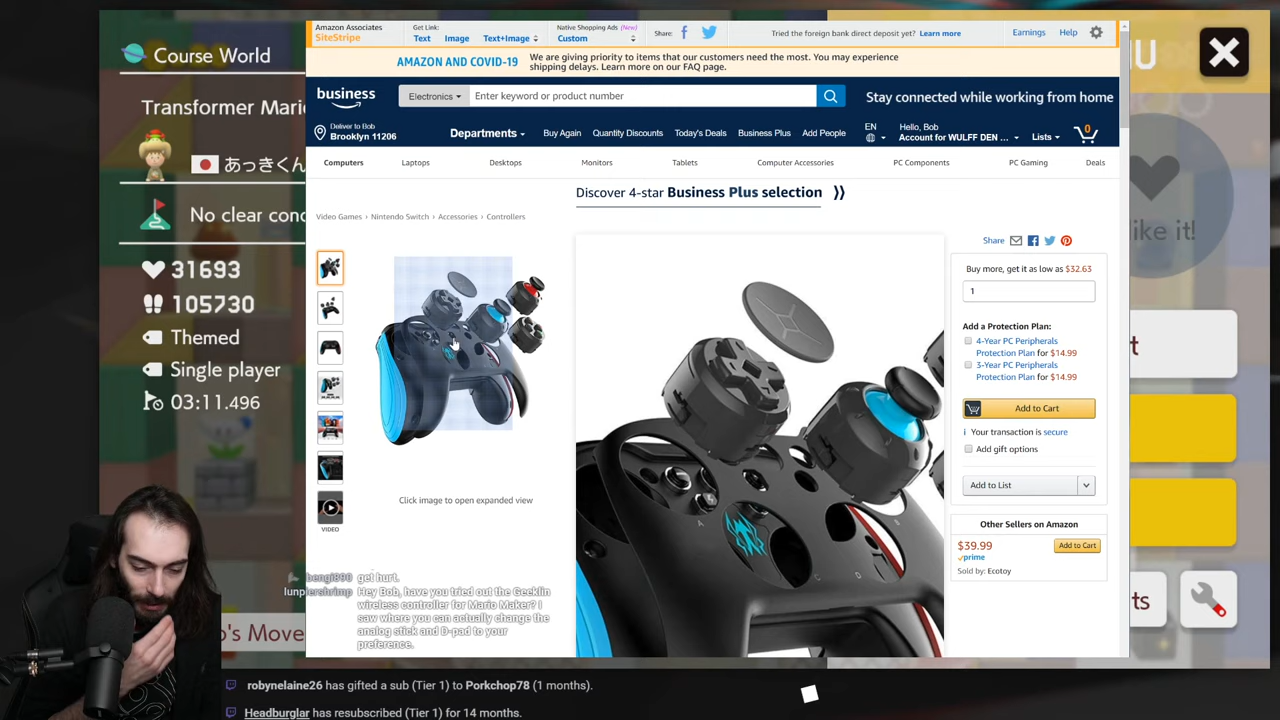 Amazon Associates
SiteStripe
Get Link:
Text
Image
Text+Image
Native Shopping Ads (New)
Custom
Share:
Tried the foreign bank direct deposit yet? Learn more
Earnings
Help
AMAZON AND COVID-19
We are giving priority to items that our customers need the most. You may experience
shipping delays. Learn more on our FAQ page.
business
Electronics
Enter keyword or product number
Stay connected while working from home
Deliver to Bob
Brooklyn 11206
Departments
Buy Again
Quantity Discounts
Today's Deals
Business Plus
Add People
EN
Hello, Bob
Account for WULFF DEN ...
Lists
0
Computers
Laptops
Desktops
Monitors
Tablets
Computer Accessories
PC Components
PC Gaming
Deals
Discover 4-star Business Plus selection
Video Games › Nintendo Switch › Accessories › Controllers
Share
Buy more, get it as low as $32.63
1
Add a Protection Plan:
4-Year PC Peripherals
Protection Plan for $14.99
3-Year PC Peripherals
Protection Plan for $14.99
Add to Cart
Your transaction is secure
Add gift options
Add to List
Other Sellers on Amazon
$39.99
Add to Cart
prime
Sold by: Ecotoy
Click image to open expanded view
VIDEO
A
B
C
D
Course World
Transformer Mari
あっきくん
No clear con
31693
105730
Themed
Single player
03:11.496
U
like it!
t
ts
o's Move
get hurt.
Hey Bob, have you tried out the Geeklin
wireless controller for Mario Maker? I
saw where you can actually change the
analog stick and D-pad to your
preference.
robynelaine26 has gifted a sub (Tier 1) to Porkchop78 (1 months).
Headburglar has resubscribed (Tier 1) for 14 months.